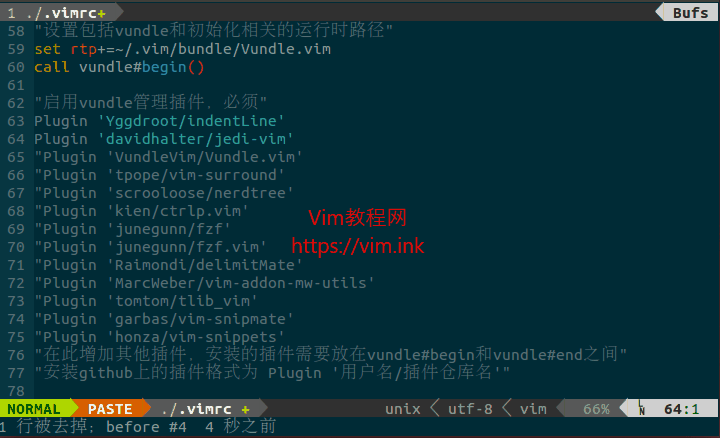 1 ./.vimrc+ Bufs
58 "设置包括vundle和初始化相关的运行时路径"
59 set rtp+=~/.vim/bundle/Vundle.vim
60 call vundle#begin()
61
62 "启用vundle管理插件，必须"
63 Plugin 'Yggdroot/indentLine'
64 Plugin 'davidhalter/jedi-vim'
65 "Plugin 'VundleVim/Vundle.vim'
66 "Plugin 'tpope/vim-surround'
67 "Plugin 'scrooloose/nerdtree'
68 "Plugin 'kien/ctrlp.vim'
69 "Plugin 'junegunn/fzf'
70 "Plugin 'junegunn/fzf.vim'
71 "Plugin 'Raimondi/delimitMate'
72 "Plugin 'MarcWeber/vim-addon-mw-utils'
73 "Plugin 'tomtom/tlib_vim'
74 "Plugin 'garbas/vim-snipmate'
75 "Plugin 'honza/vim-snippets'
76 "在此增加其他插件，安装的插件需要放在vundle#begin和vundle#end之间"
77 "安装github上的插件格式为 Plugin '用户名/插件仓库名'"
78
Vim教程网
https://vim.ink
NORMAL PASTE ./.vimrc + unix utf-8 vim 66% LN 64:1
1 行被去掉；before #4 4 秒之前